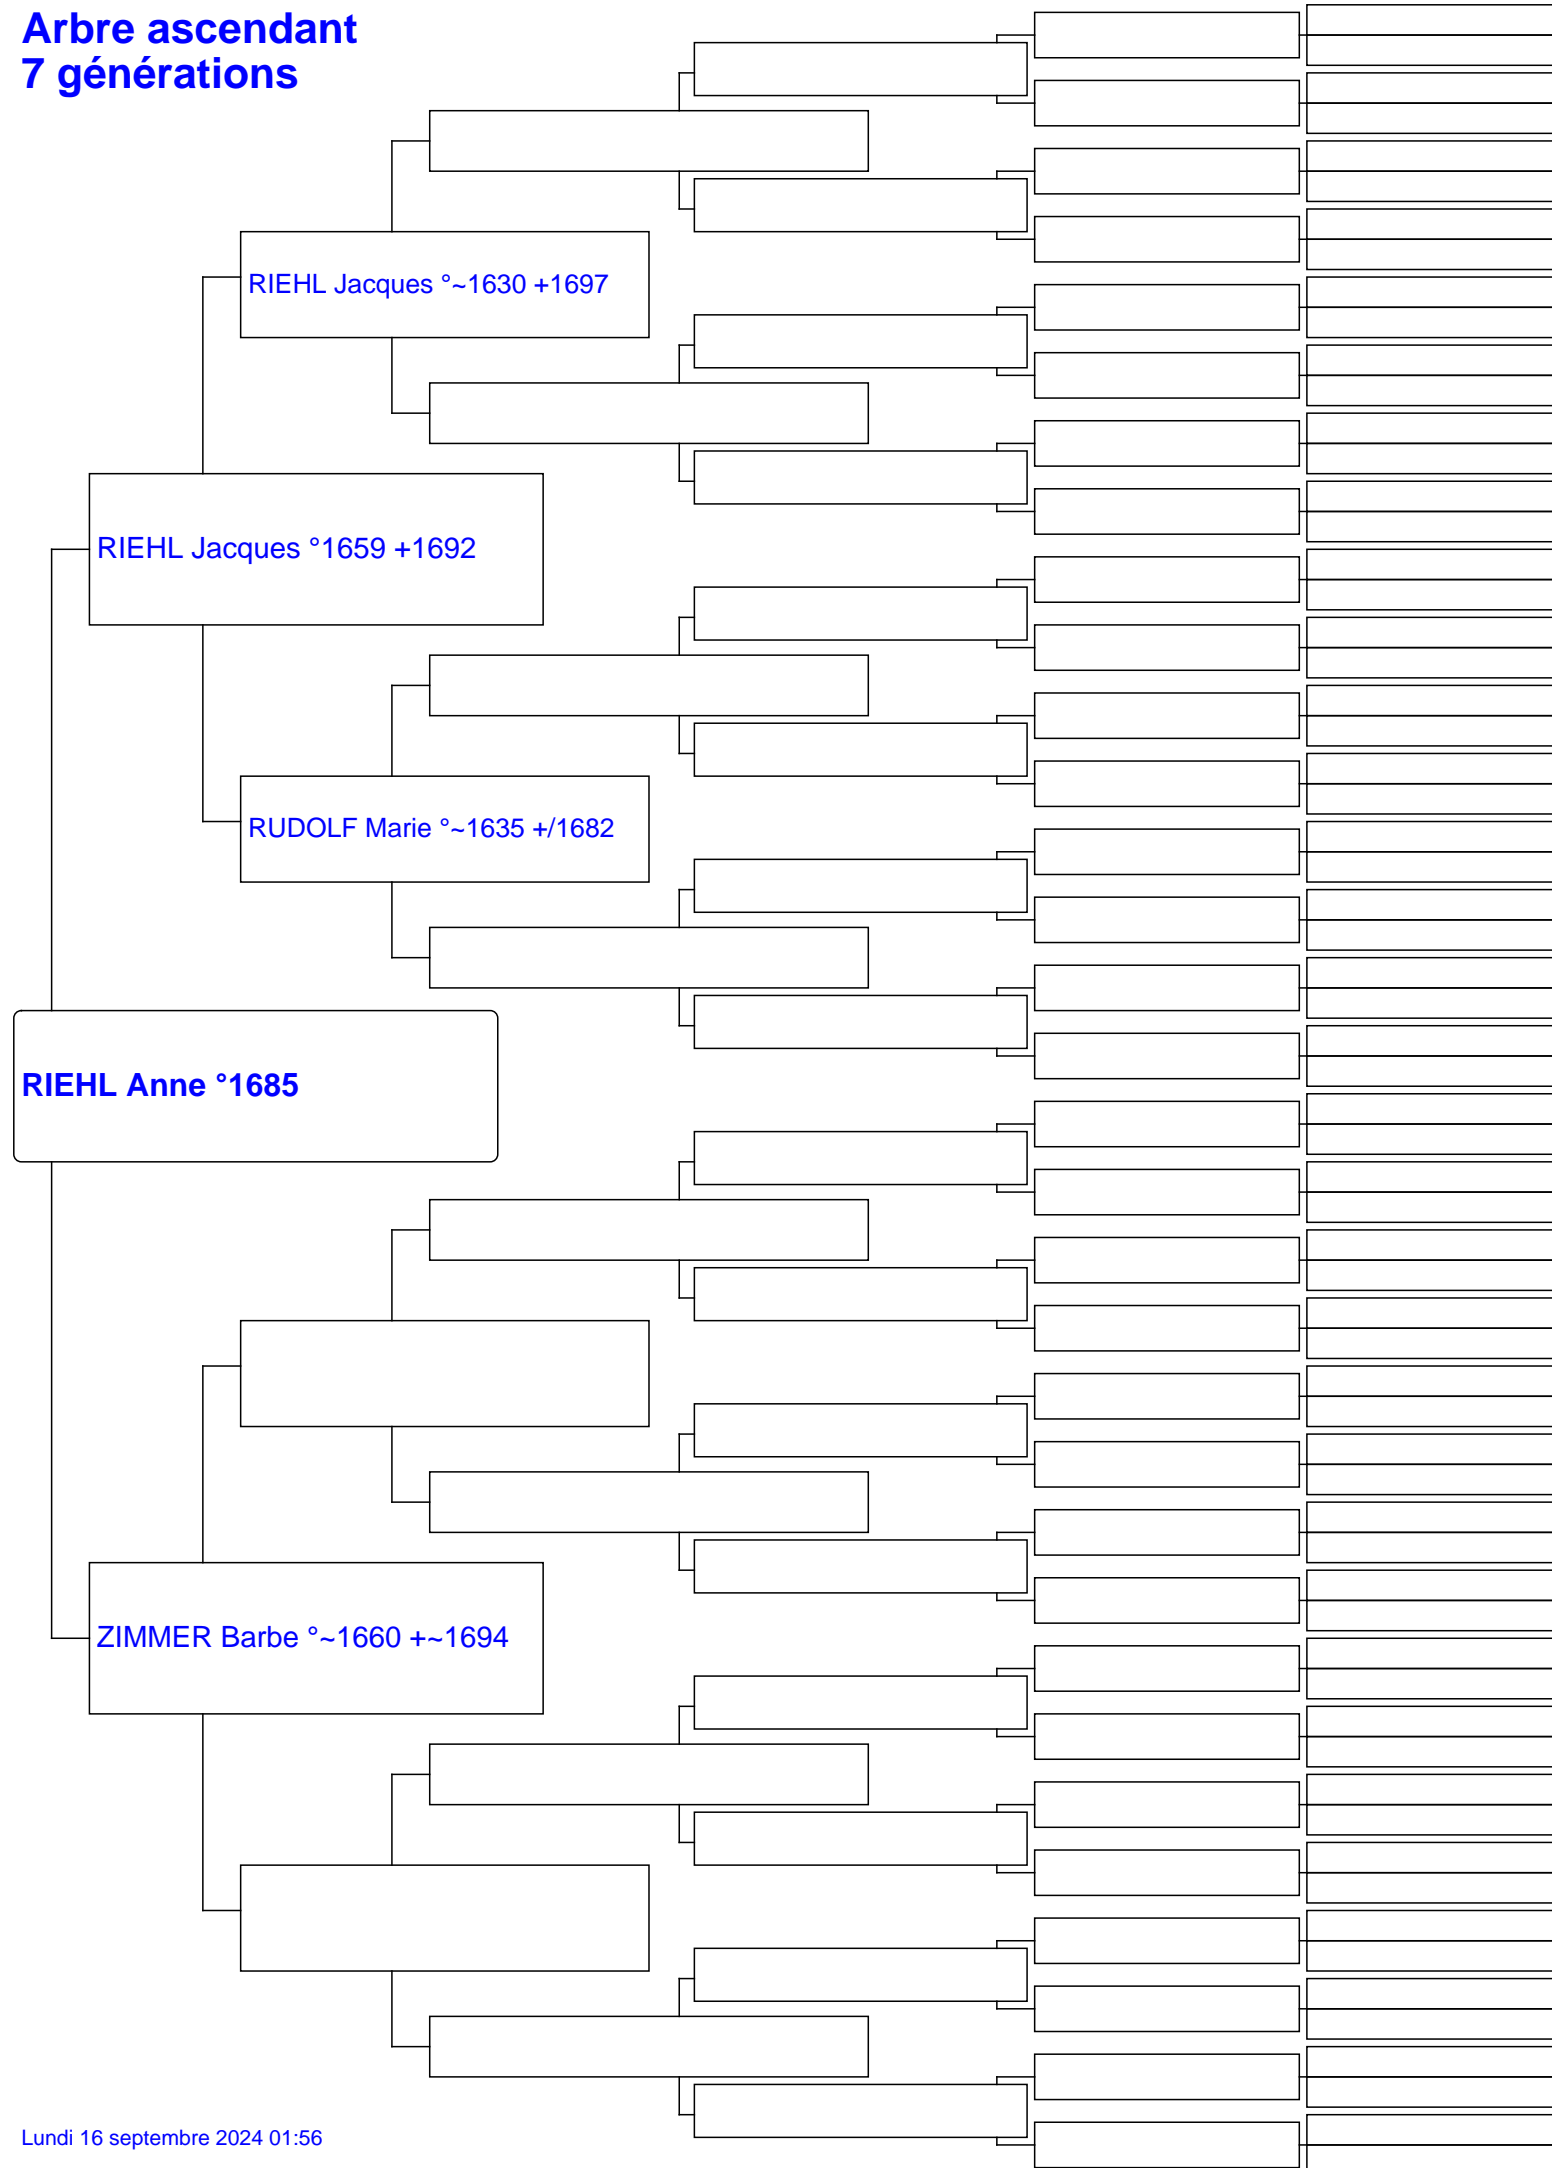 Arbre ascendant
7 générations
RIEHL Jacques °~1630 +1697
RIEHL Jacques °1659 +1692
RUDOLF Marie °~1635 +/1682
RIEHL Anne °1685
ZIMMER Barbe °~1660 +~1694
Lundi 16 septembre 2024 01:56